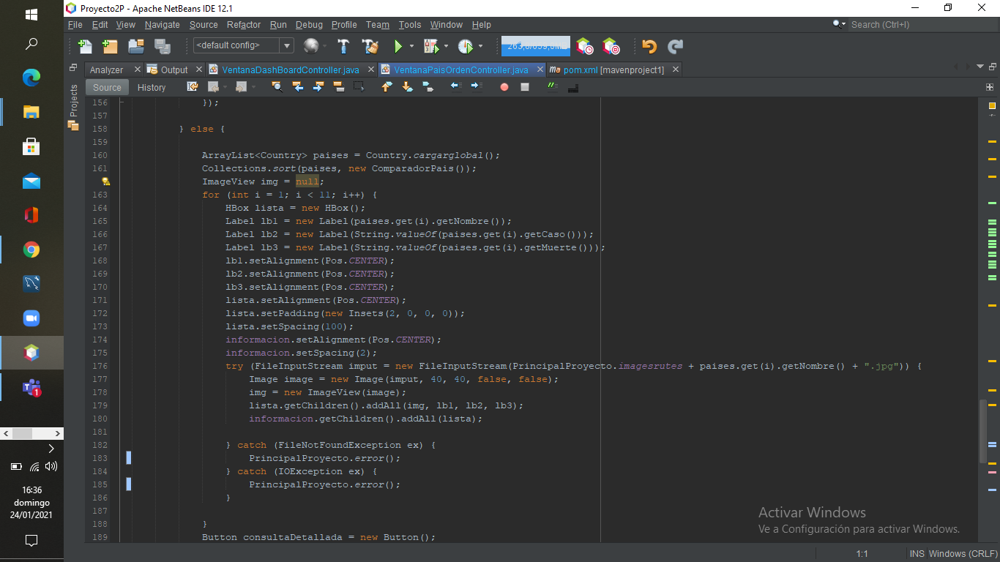 Proyecto2P - Apache NetBeans IDE 12.1
File Edit View Navigate Source Refactor Run Debug Profile Team Tools Window Help
Search (Ctrl+I)
<default config>
Analyzer Output VentanaDashBoardController.java VentanaPaisOrdenController.java pom.xml [mavenproject1]
Source History
Projects
156 });
157
158 } else {
159
160 ArrayList<Country> paises = Country.cargarglobal();
161 Collections.sort(paises, new ComparadorPais());
ImageView img = null;
163 for (int i = 1; i < 11; i++) {
164 HBox lista = new HBox();
165 Label lb1 = new Label(paises.get(i).getNombre());
166 Label lb2 = new Label(String.valueOf(paises.get(i).getCaso()));
167 Label lb3 = new Label(String.valueOf(paises.get(i).getMuerte()));
168 lb1.setAlignment(Pos.CENTER);
169 lb2.setAlignment(Pos.CENTER);
170 lb3.setAlignment(Pos.CENTER);
171 lista.setAlignment(Pos.CENTER);
172 lista.setPadding(new Insets(2, 0, 0, 0));
173 lista.setSpacing(100);
174 informacion.setAlignment(Pos.CENTER);
175 informacion.setSpacing(2);
176 try (FileInputStream imput = new FileInputStream(PrincipalProyecto.imagesrutes + paises.get(i).getNombre() + ".jpg")) {
177 Image image = new Image(imput, 40, 40, false, false);
178 img = new ImageView(image);
179 lista.getChildren().addAll(img, lb1, lb2, lb3);
180 informacion.getChildren().addAll(lista);
181
182 } catch (FileNotFoundException ex) {
183 PrincipalProyecto.error();
184 } catch (IOException ex) {
185 PrincipalProyecto.error();
186 }
187
188 }
189 Button consultaDetallada = new Button();
Activar Windows
Ve a Configuración para activar Windows.
1:1 INS Windows (CRLF)
1
16:36
domingo
24/01/2021